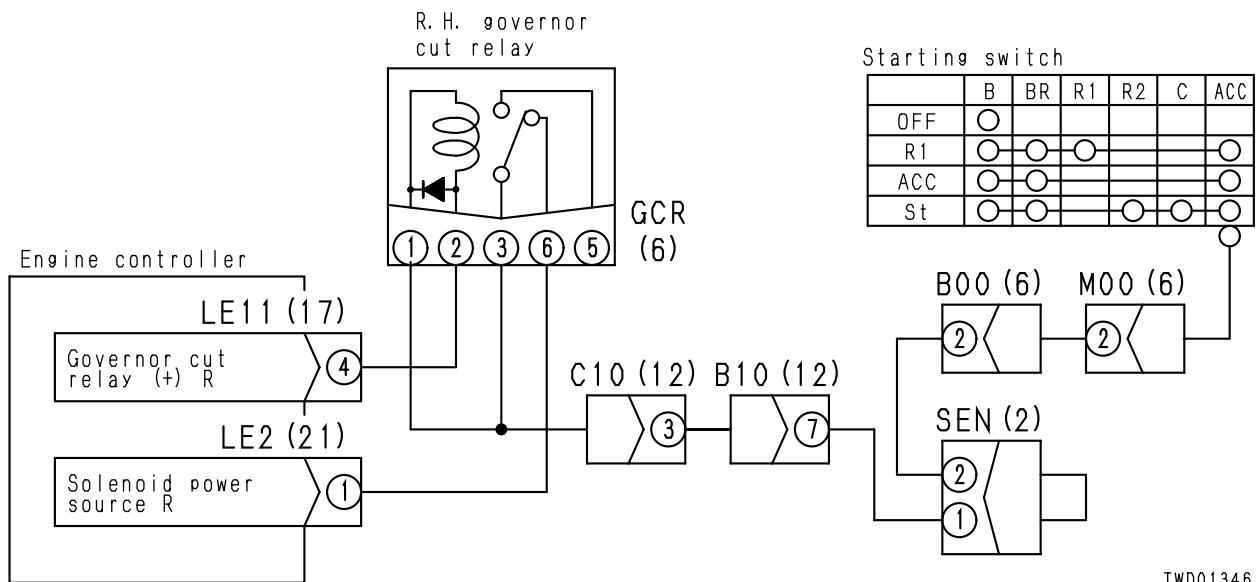 R.H. governor
cut relay
Starting switch
B BR R1 R2 C ACC
OFF
R1
ACC
St
GCR
(6)
1 2 3 6 5
Engine controller
LE11 (17)
Governor cut
relay (+) R
4
LE2 (21)
Solenoid power
source R
1
C10 (12)
3
B10 (12)
7
B00 (6)
2
M00 (6)
2
SEN (2)
2
1
TWD01346